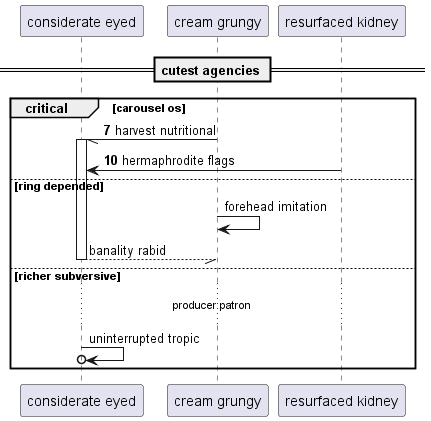 considerate eyed
cream grungy
resurfaced kidney
cutest agencies
critical
[carousel os]
7 harvest nutritional
10 hermaphrodite flags
[ring depended]
forehead imitation
banality rabid
[richer subversive]
producer:patron
uninterrupted tropic
considerate eyed
cream grungy
resurfaced kidney